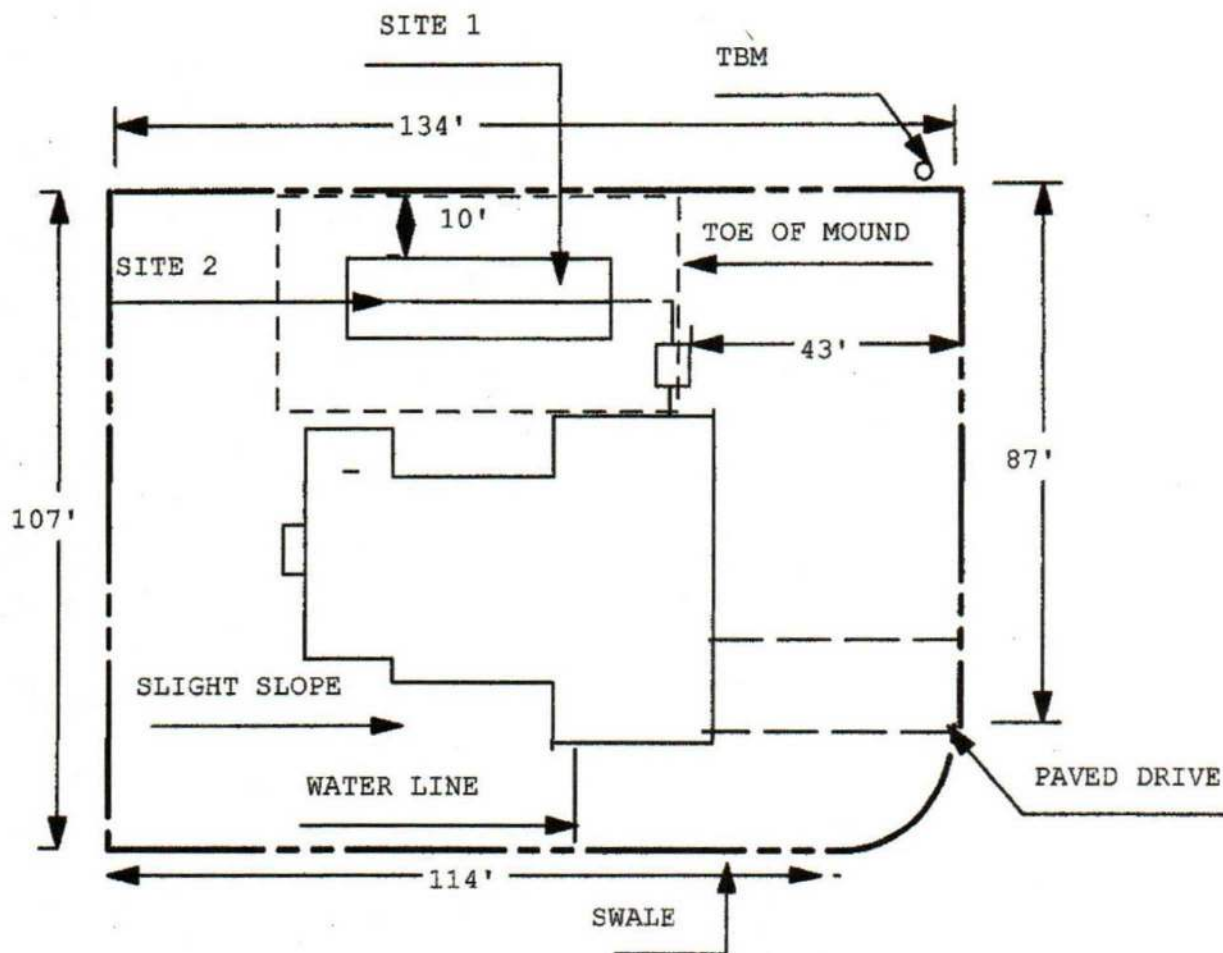 SITE 1
TBM
134'
10'
TOE OF MOUND
SITE 2
43'
87'
107'
SLIGHT SLOPE
WATER LINE
PAVED DRIVE
114'
SWALE